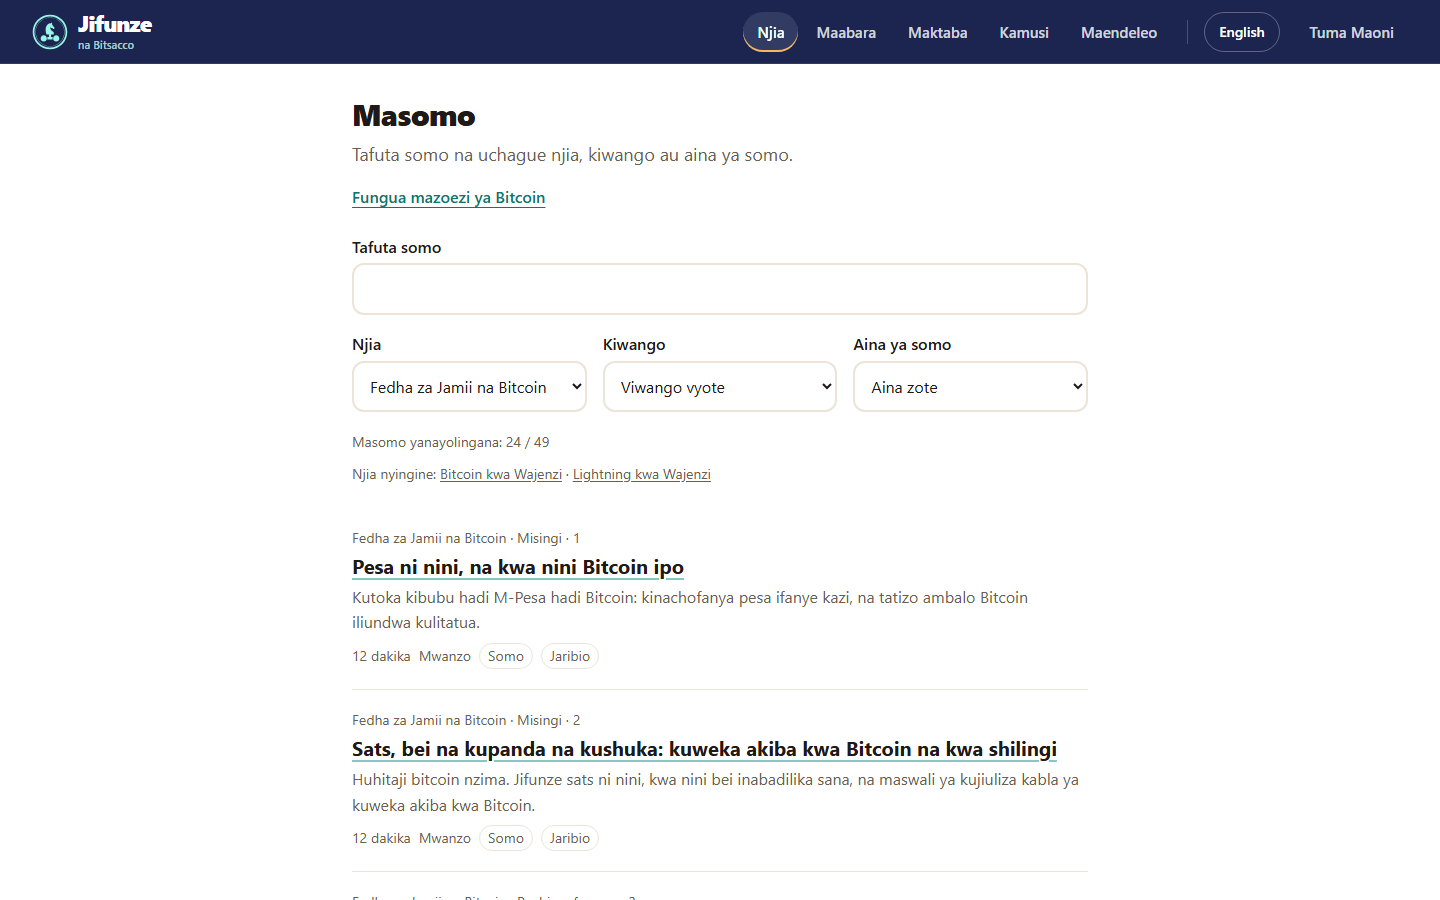 Jifunze
na Bitsacco
Njia
Maabara
Maktaba
Kamusi
Maendeleo
English
Tuma Maoni
Masomo
Tafuta somo na uchague njia, kiwango au aina ya somo.
Fungua mazoezi ya Bitcoin
Tafuta somo
Njia
Kiwango
Aina ya somo
Fedha za Jamii na Bitcoin
Viwango vyote
Aina zote
Masomo yanayolingana: 24 / 49
Njia nyingine: Bitcoin kwa Wajenzi · Lightning kwa Wajenzi
Fedha za Jamii na Bitcoin · Misingi · 1
Pesa ni nini, na kwa nini Bitcoin ipo
Kutoka kibubu hadi M-Pesa hadi Bitcoin: kinachofanya pesa ifanye kazi, na tatizo ambalo Bitcoin
iliundwa kulitatua.
12 dakika Mwanzo Somo Jaribio
Fedha za Jamii na Bitcoin · Misingi · 2
Sats, bei na kupanda na kushuka: kuweka akiba kwa Bitcoin na kwa shilingi
Huhitaji bitcoin nzima. Jifunze sats ni nini, kwa nini bei inabadilika sana, na maswali ya kujiuliza kabla ya
kuweka akiba kwa Bitcoin.
12 dakika Mwanzo Somo Jaribio